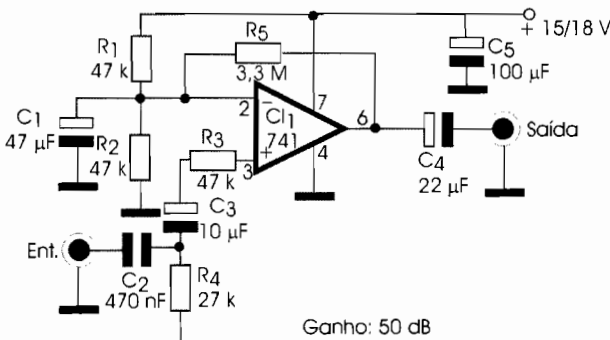 R1
47 k
R5
3,3 M
+ 15/18 V
C5
100 µF
C1
47 µF
R2
47 k
2
−
CI1
741
+
3
7
4
6
R3
47 k
C4
22 µF
Saída
C3
10 µF
Ent.
C2
470 nF
R4
27 k
Ganho: 50 dB